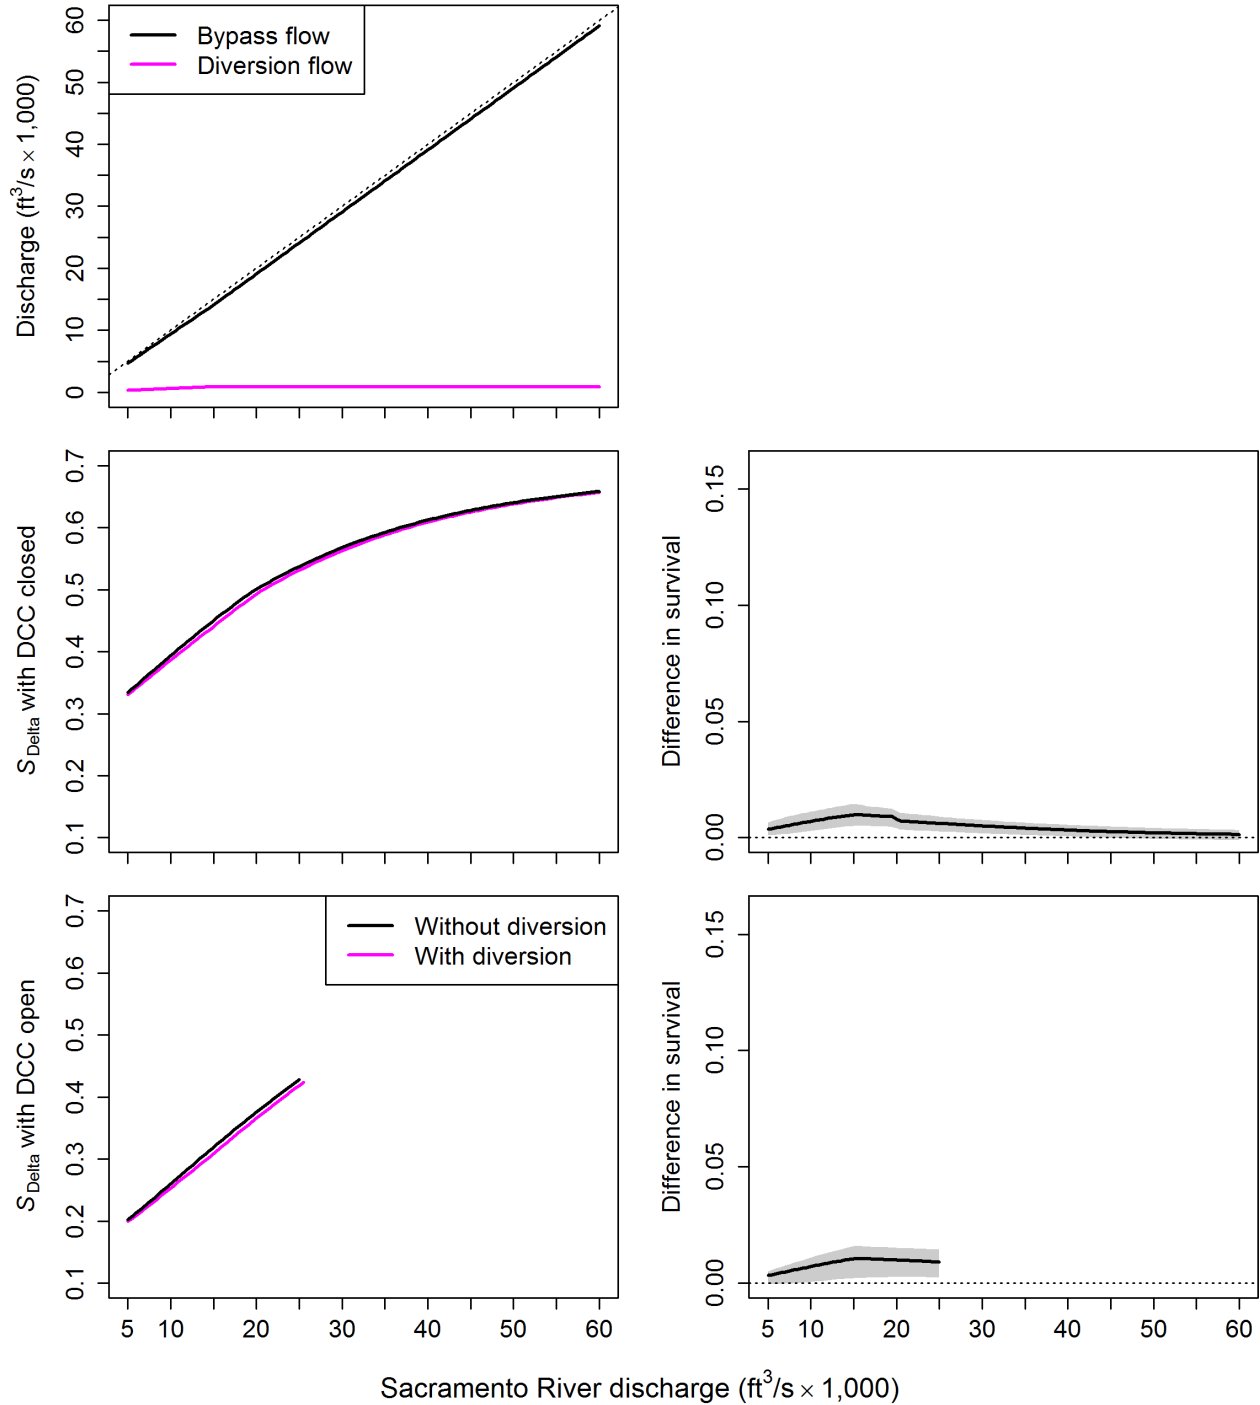 Discharge (ft³/s × 1,000)
60
50
40
30
20
10
0
Bypass flow
Diversion flow
S Delta with DCC closed
0.7
0.6
0.5
0.4
0.3
0.2
0.1
Difference in survival
0.15
0.10
0.05
0.00
S Delta with DCC open
0.7
0.6
0.5
0.4
0.3
0.2
0.1
Without diversion
With diversion
5 10 20 30 40 50 60
Difference in survival
0.15
0.10
0.05
0.00
5 10 20 30 40 50 60
Sacramento River discharge (ft³/s × 1,000)